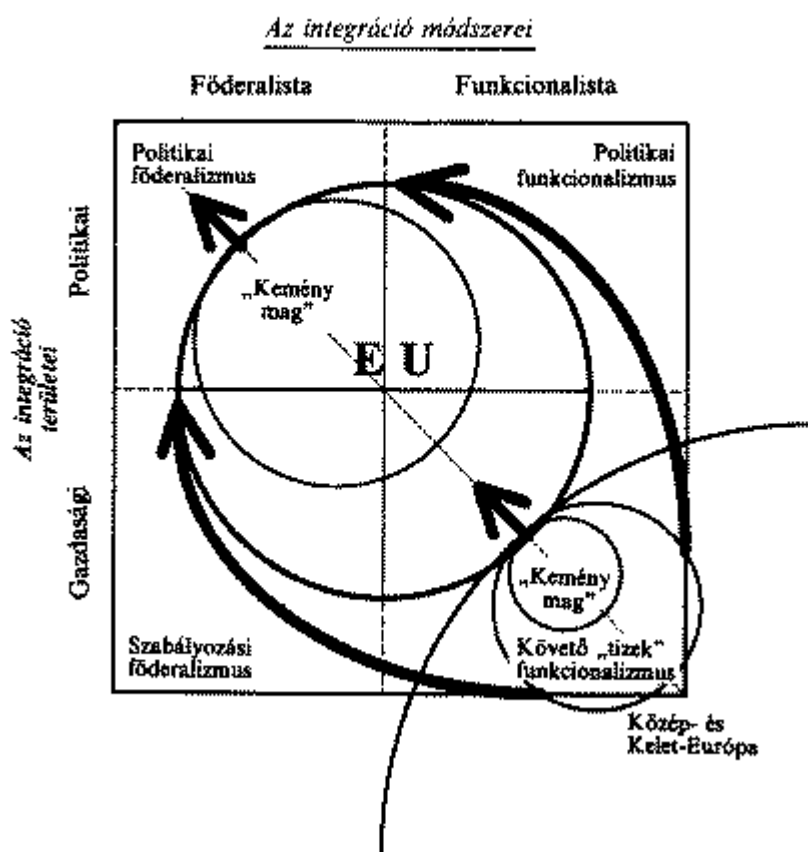 Az integráció módszerei
Föderalista
Funkcionalista
Politikai
föderalizmus
Politikai
funkcionalizmus
Politikai
„Kemény
mag”
E U
Az integráció
területei
Gazdasági
„Kemény
mag”
Szabályozási
föderalizmus
Követő „tizek”
funkcionalizmus
Közép- és
Kelet-Európa